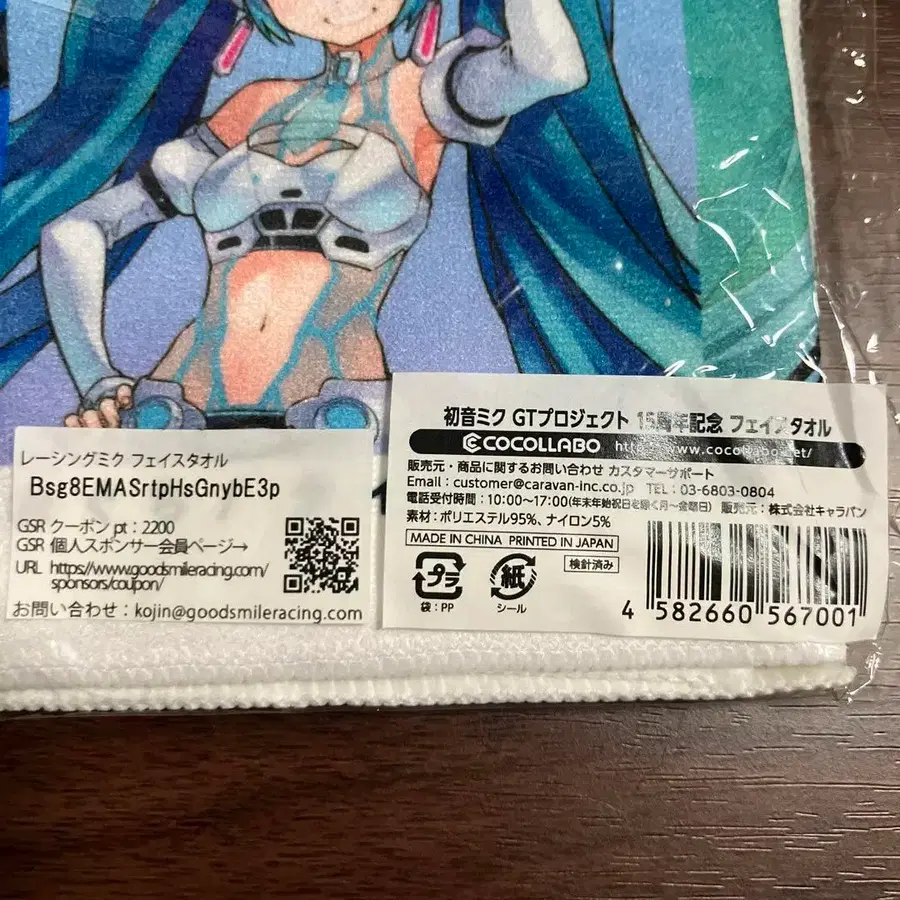 レーシングミク フェイスタオル
Bsg8EMASrtpHsGnybE3p
GSR クーポン pt：2200
GSR 個人スポンサー会員ページ→
URL https://www.goodsmileracing.com/
sponsors/coupon/
お問い合わせ：kojin@goodsmileracing.com
初音ミク GTプロジェクト 15周年記念 フェイスタオル
COCOLLABO http://www.cocollabo.net/
販売元・商品に関するお問い合わせ カスタマーサポート
Email：customer@caravan-inc.co.jp TEL：03-6803-0804
電話受付時間：10:00～17:00(年末年始祝日を除く月～金曜日) 販売元：株式会社キャラバン
素材：ポリエステル95%、ナイロン5%
MADE IN CHINA PRINTED IN JAPAN
検針済み
プラ
紙
袋：PP
シール
4 582660 567001